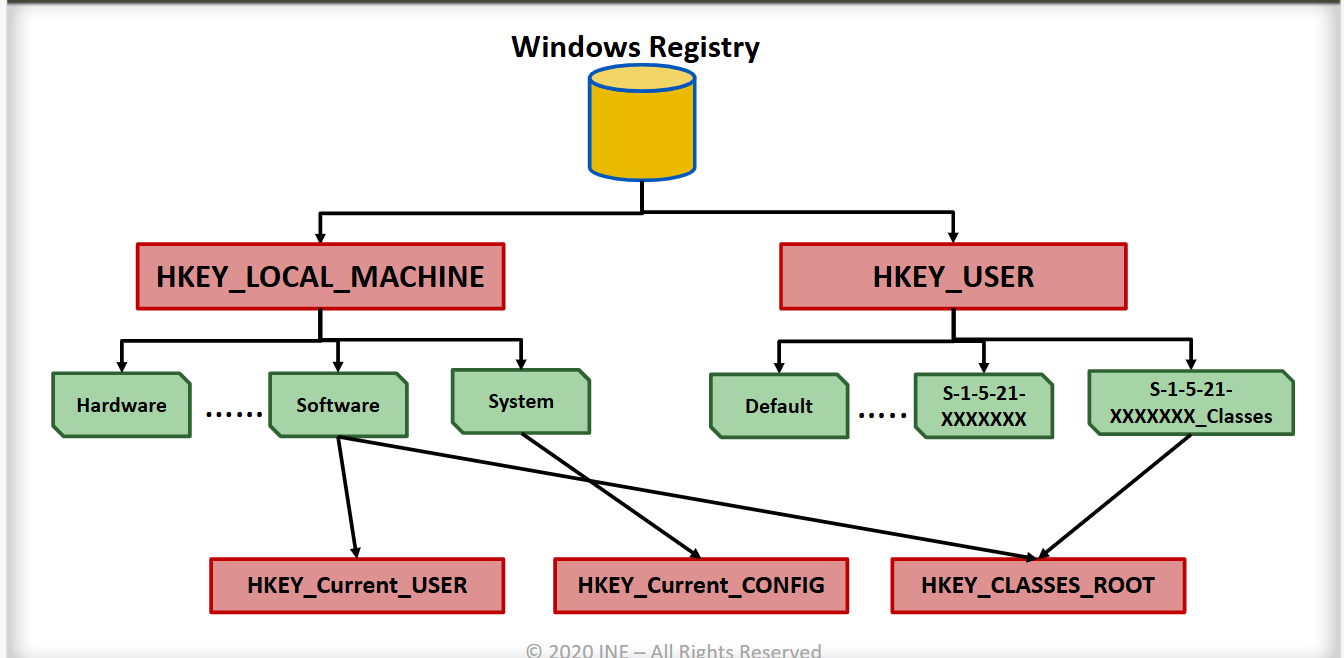 Windows Registry
HKEY_LOCAL_MACHINE
HKEY_USER
Hardware
......
Software
System
Default
.....
S-1-5-21-
XXXXXXX
S-1-5-21-
XXXXXXX_Classes
HKEY_Current_USER
HKEY_Current_CONFIG
HKEY_CLASSES_ROOT
© 2020 INE – All Rights Reserved